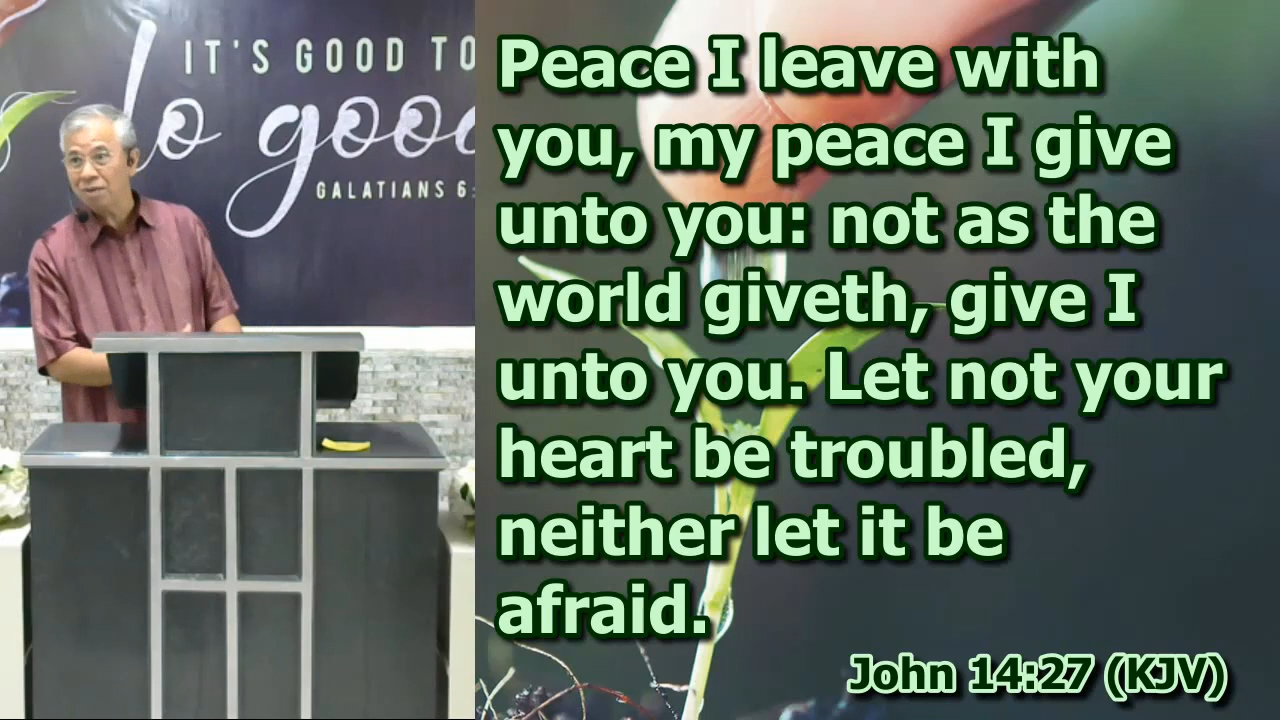 IT'S GOOD TO
do good
GALATIANS 6:
Peace I leave with
you, my peace I give
unto you: not as the
world giveth, give I
unto you. Let not your
heart be troubled,
neither let it be
afraid.
John 14:27 (KJV)